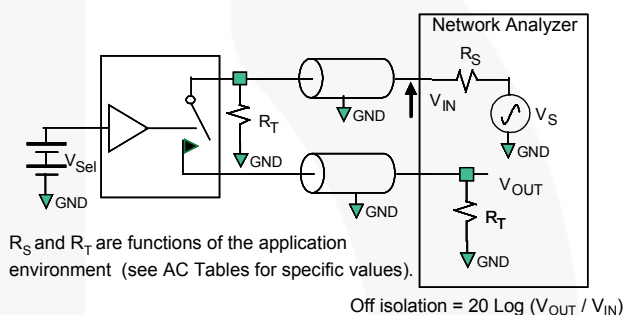 Network Analyzer
R_S
V_IN
V_S
GND
R_T
GND
GND
V_Sel
GND
GND
V_OUT
R_T
GND
R_S and R_T are functions of the application
environment (see AC Tables for specific values).
Off isolation = 20 Log (V_OUT / V_IN)